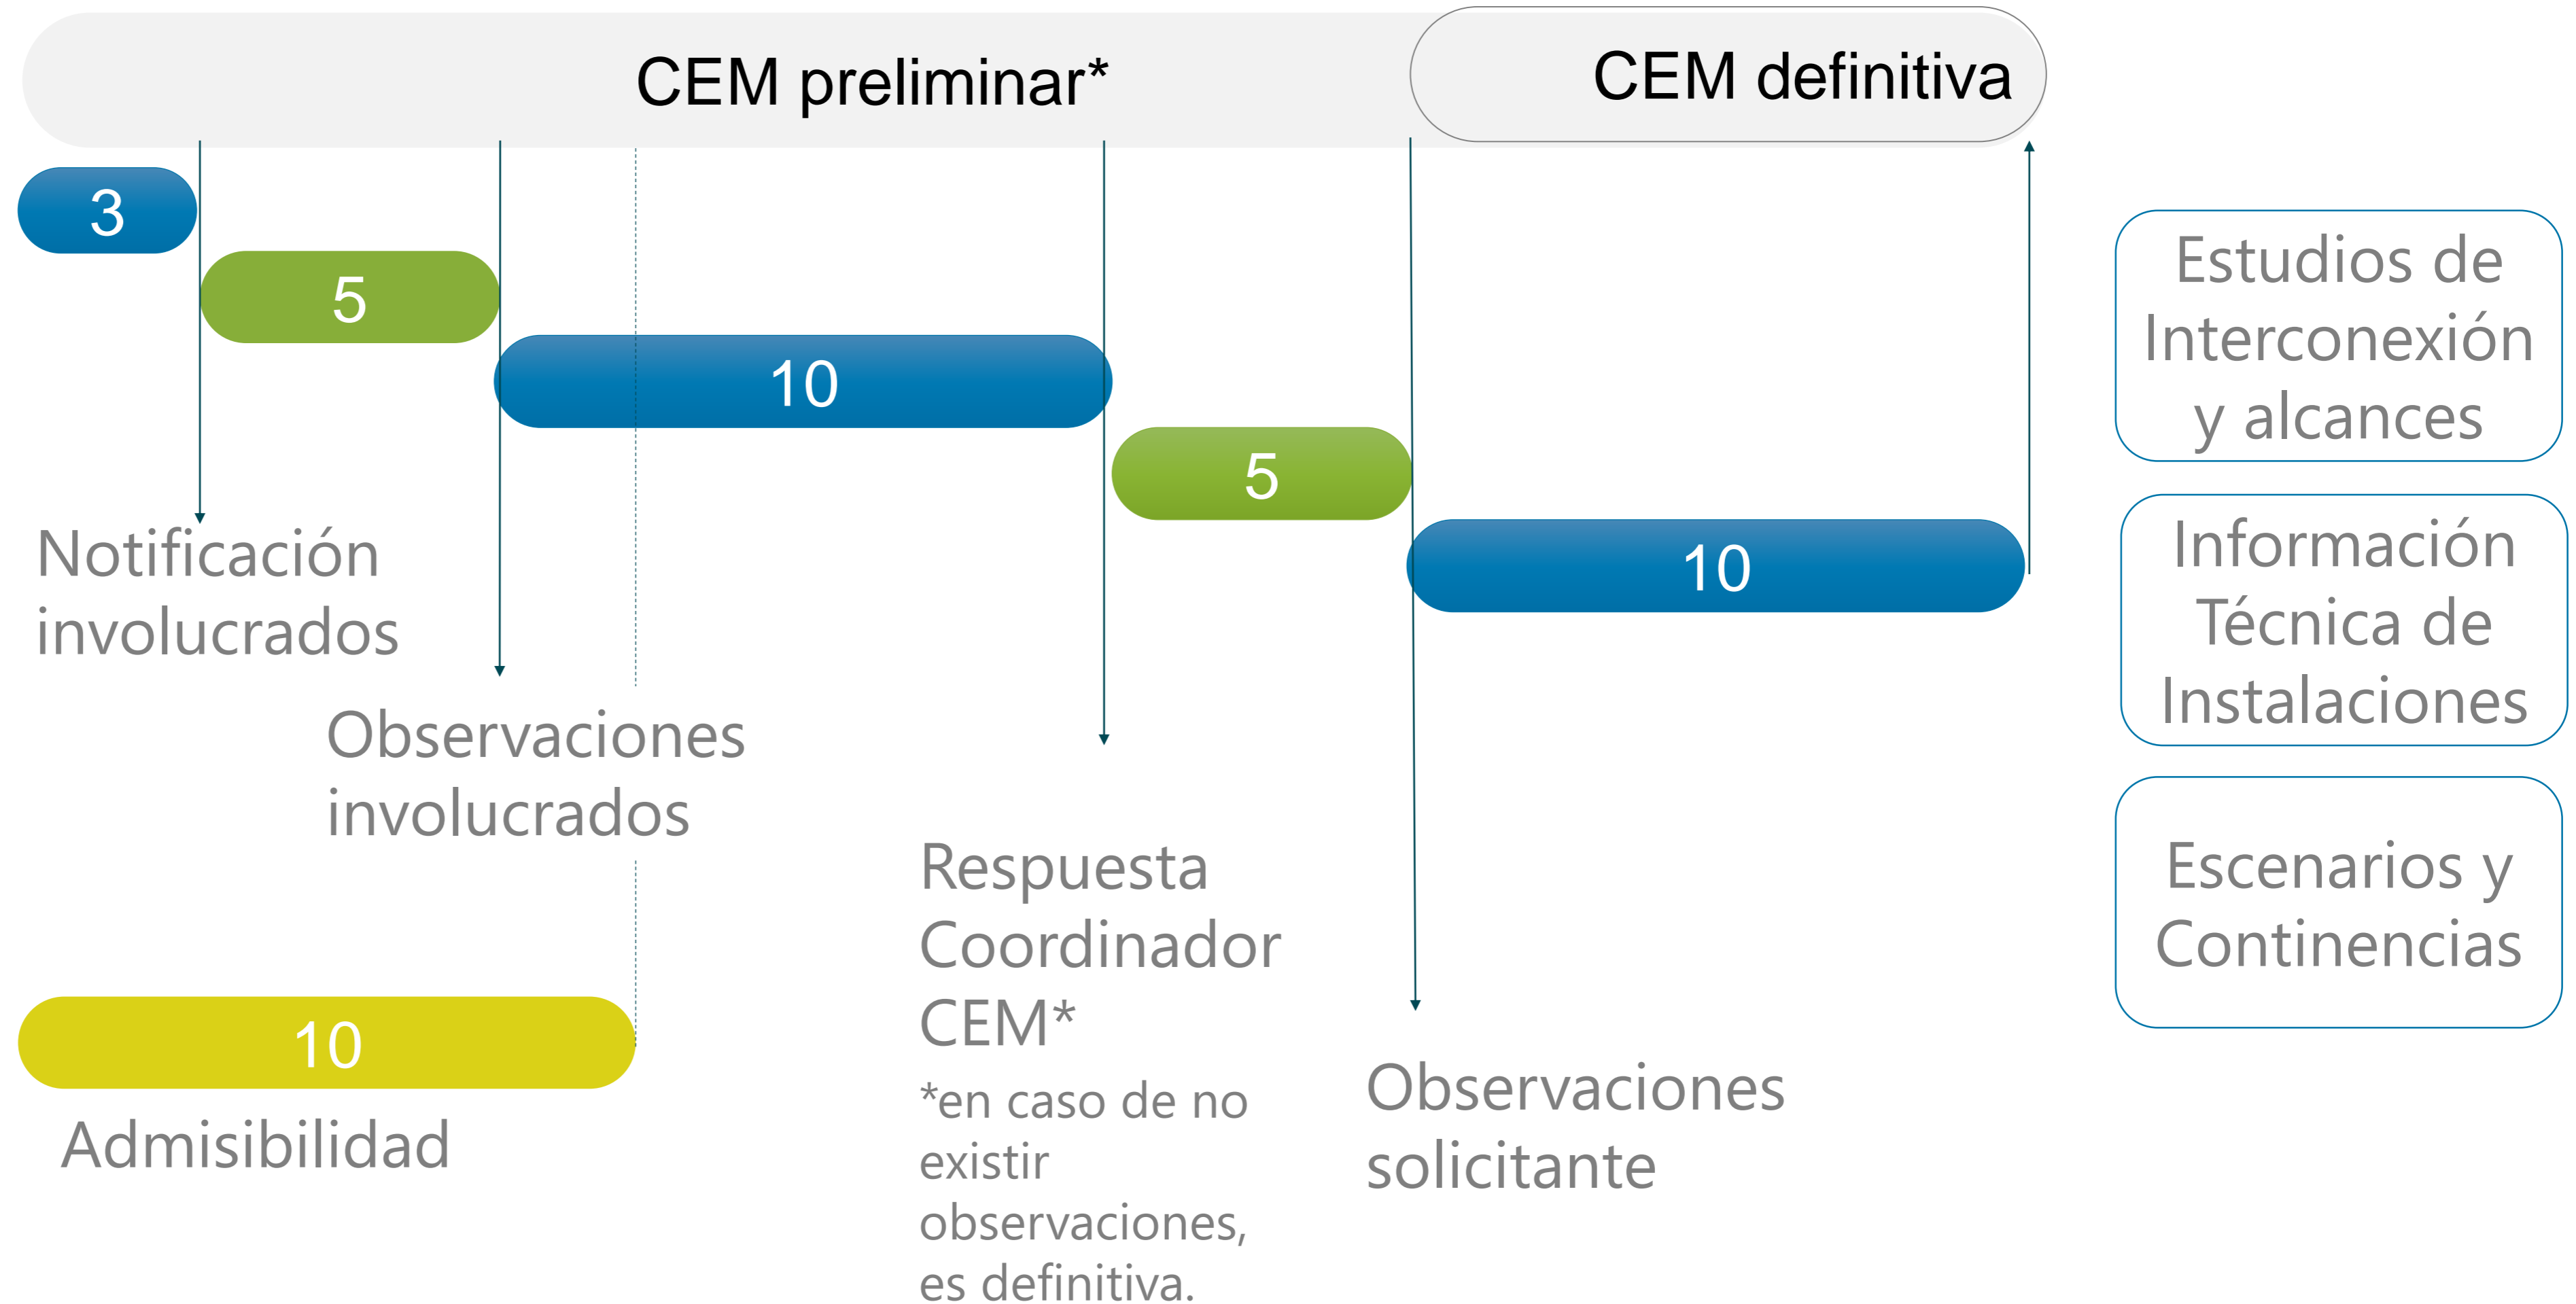 CEM preliminar*
CEM definitiva
3
5
10
5
10
Notificación
involucrados
Observaciones
involucrados
Respuesta
Coordinador
CEM*
*en caso de no
existir
observaciones,
es definitiva.
Observaciones
solicitante
10
Admisibilidad
Estudios de
Interconexión
y alcances
Información
Técnica de
Instalaciones
Escenarios y
Continencias